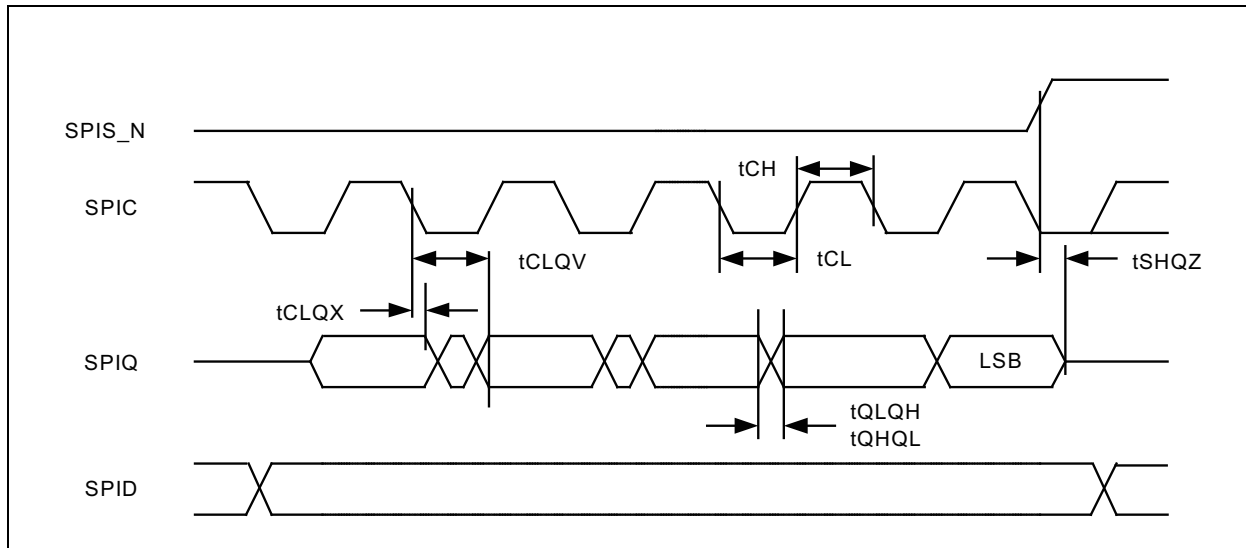 SPIS_N
tCH
SPIC
tCLQV
tCL
tSHQZ
tCLQX
SPIQ
LSB
tQLQH
tQHQL
SPID